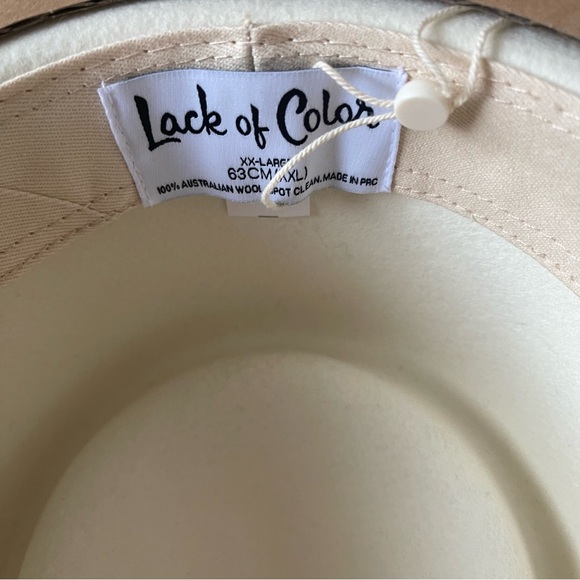 Lack of Color
XX-LARGE
63CM (XXL)
100% AUSTRALIAN WOOL. SPOT CLEAN. MADE IN PRC